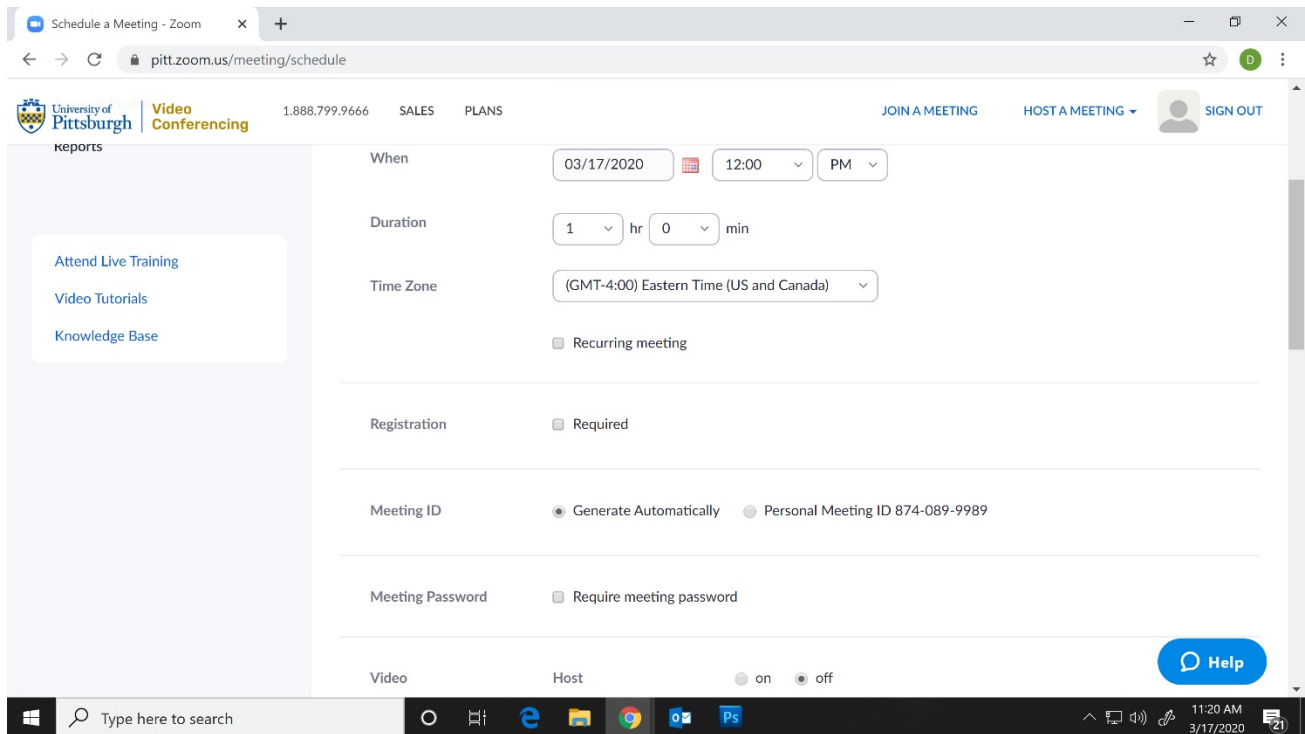 Schedule a Meeting - Zoom
pitt.zoom.us/meeting/schedule
D
University of
Pittsburgh
Video
Conferencing
1.888.799.9666 SALES PLANS JOIN A MEETING HOST A MEETING SIGN OUT
Reports
When 03/17/2020 12:00 PM
Duration 1 hr 0 min
Attend Live Training
Time Zone (GMT-4:00) Eastern Time (US and Canada)
Video Tutorials
Knowledge Base
Recurring meeting
Registration Required
Meeting ID Generate Automatically Personal Meeting ID 874-089-9989
Meeting Password Require meeting password
Help
Video Host on off
Type here to search
Ps
11:20 AM
3/17/2020
21